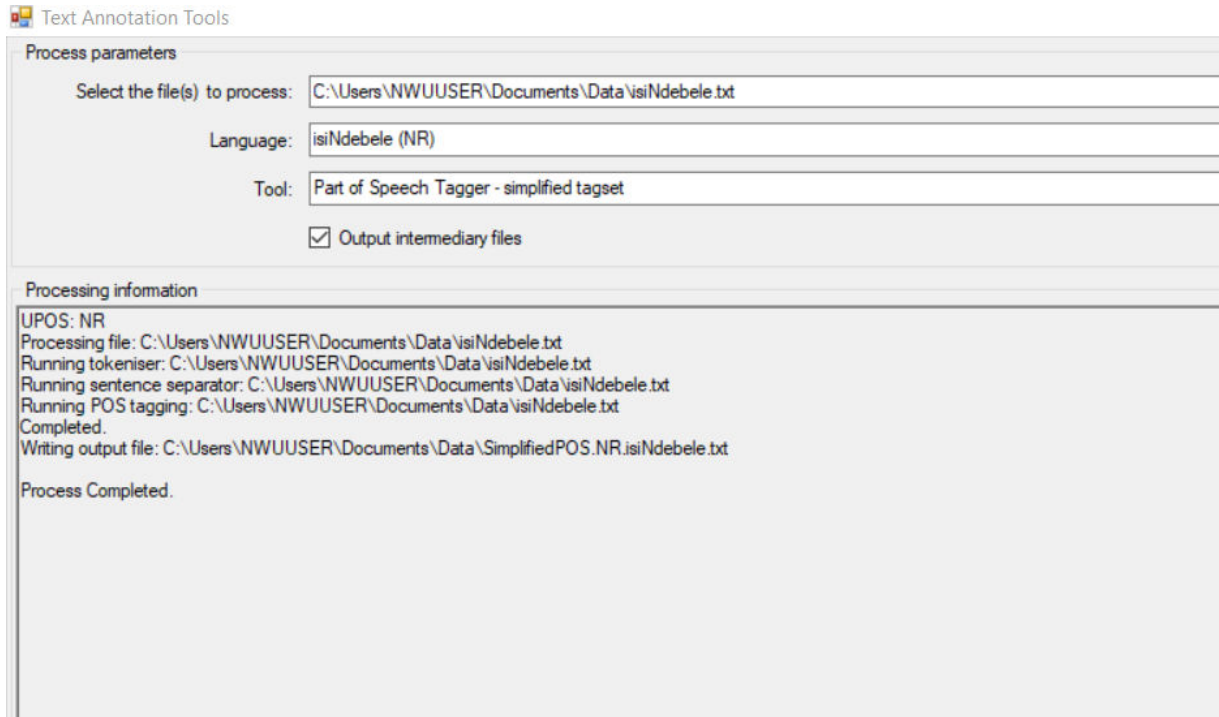 Text Annotation Tools
Process parameters
Select the file(s) to process: C:\Users\NWUUSER\Documents\Data\isiNdebele.txt
Language: isiNdebele (NR)
Tool: Part of Speech Tagger - simplified tagset
Output intermediary files
Processing information
UPOS: NR
Processing file: C:\Users\NWUUSER\Documents\Data\isiNdebele.txt
Running tokeniser: C:\Users\NWUUSER\Documents\Data\isiNdebele.txt
Running sentence separator: C:\Users\NWUUSER\Documents\Data\isiNdebele.txt
Running POS tagging: C:\Users\NWUUSER\Documents\Data\isiNdebele.txt
Completed.
Writing output file: C:\Users\NWUUSER\Documents\Data\SimplifiedPOS.NR.isiNdebele.txt
Process Completed.